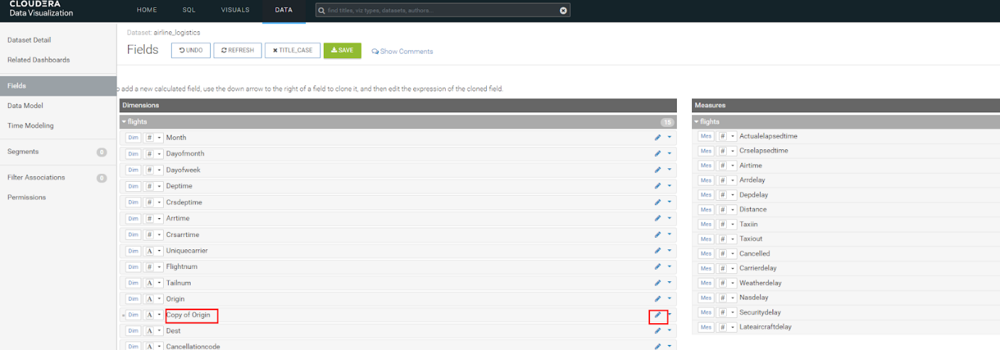 CLOUDERA
Data Visualization
HOME
SQL
VISUALS
DATA
find titles, viz types, datasets, authors...
Dataset Detail
Related Dashboards
Fields
Data Model
Time Modeling
Segments 0
Filter Associations 0
Permissions
Dataset: airline_logistics
Fields
UNDO
REFRESH
TITLE_CASE
SAVE
Show Comments
o add a new calculated field, use the down arrow to the right of a field to clone it, and then edit the expression of the cloned field.
Dimensions
flights 15
Dim # Month
Dim # Dayofmonth
Dim # Dayofweek
Dim # Deptime
Dim # Crsdeptime
Dim # Arrtime
Dim # Crsarrtime
Dim A Uniquecarrier
Dim # Flightnum
Dim A Tailnum
Dim A Origin
Dim A Copy of Origin
Dim A Dest
Dim A Cancellationcode
Measures
flights
Mes # Actualelapsedtime
Mes # Crselapsedtime
Mes # Airtime
Mes # Arrdelay
Mes # Depdelay
Mes # Distance
Mes # Taxiin
Mes # Taxiout
Mes # Cancelled
Mes # Carrierdelay
Mes # Weatherdelay
Mes # Nasdelay
Mes # Securitydelay
Mes # Lateaircraftdelay